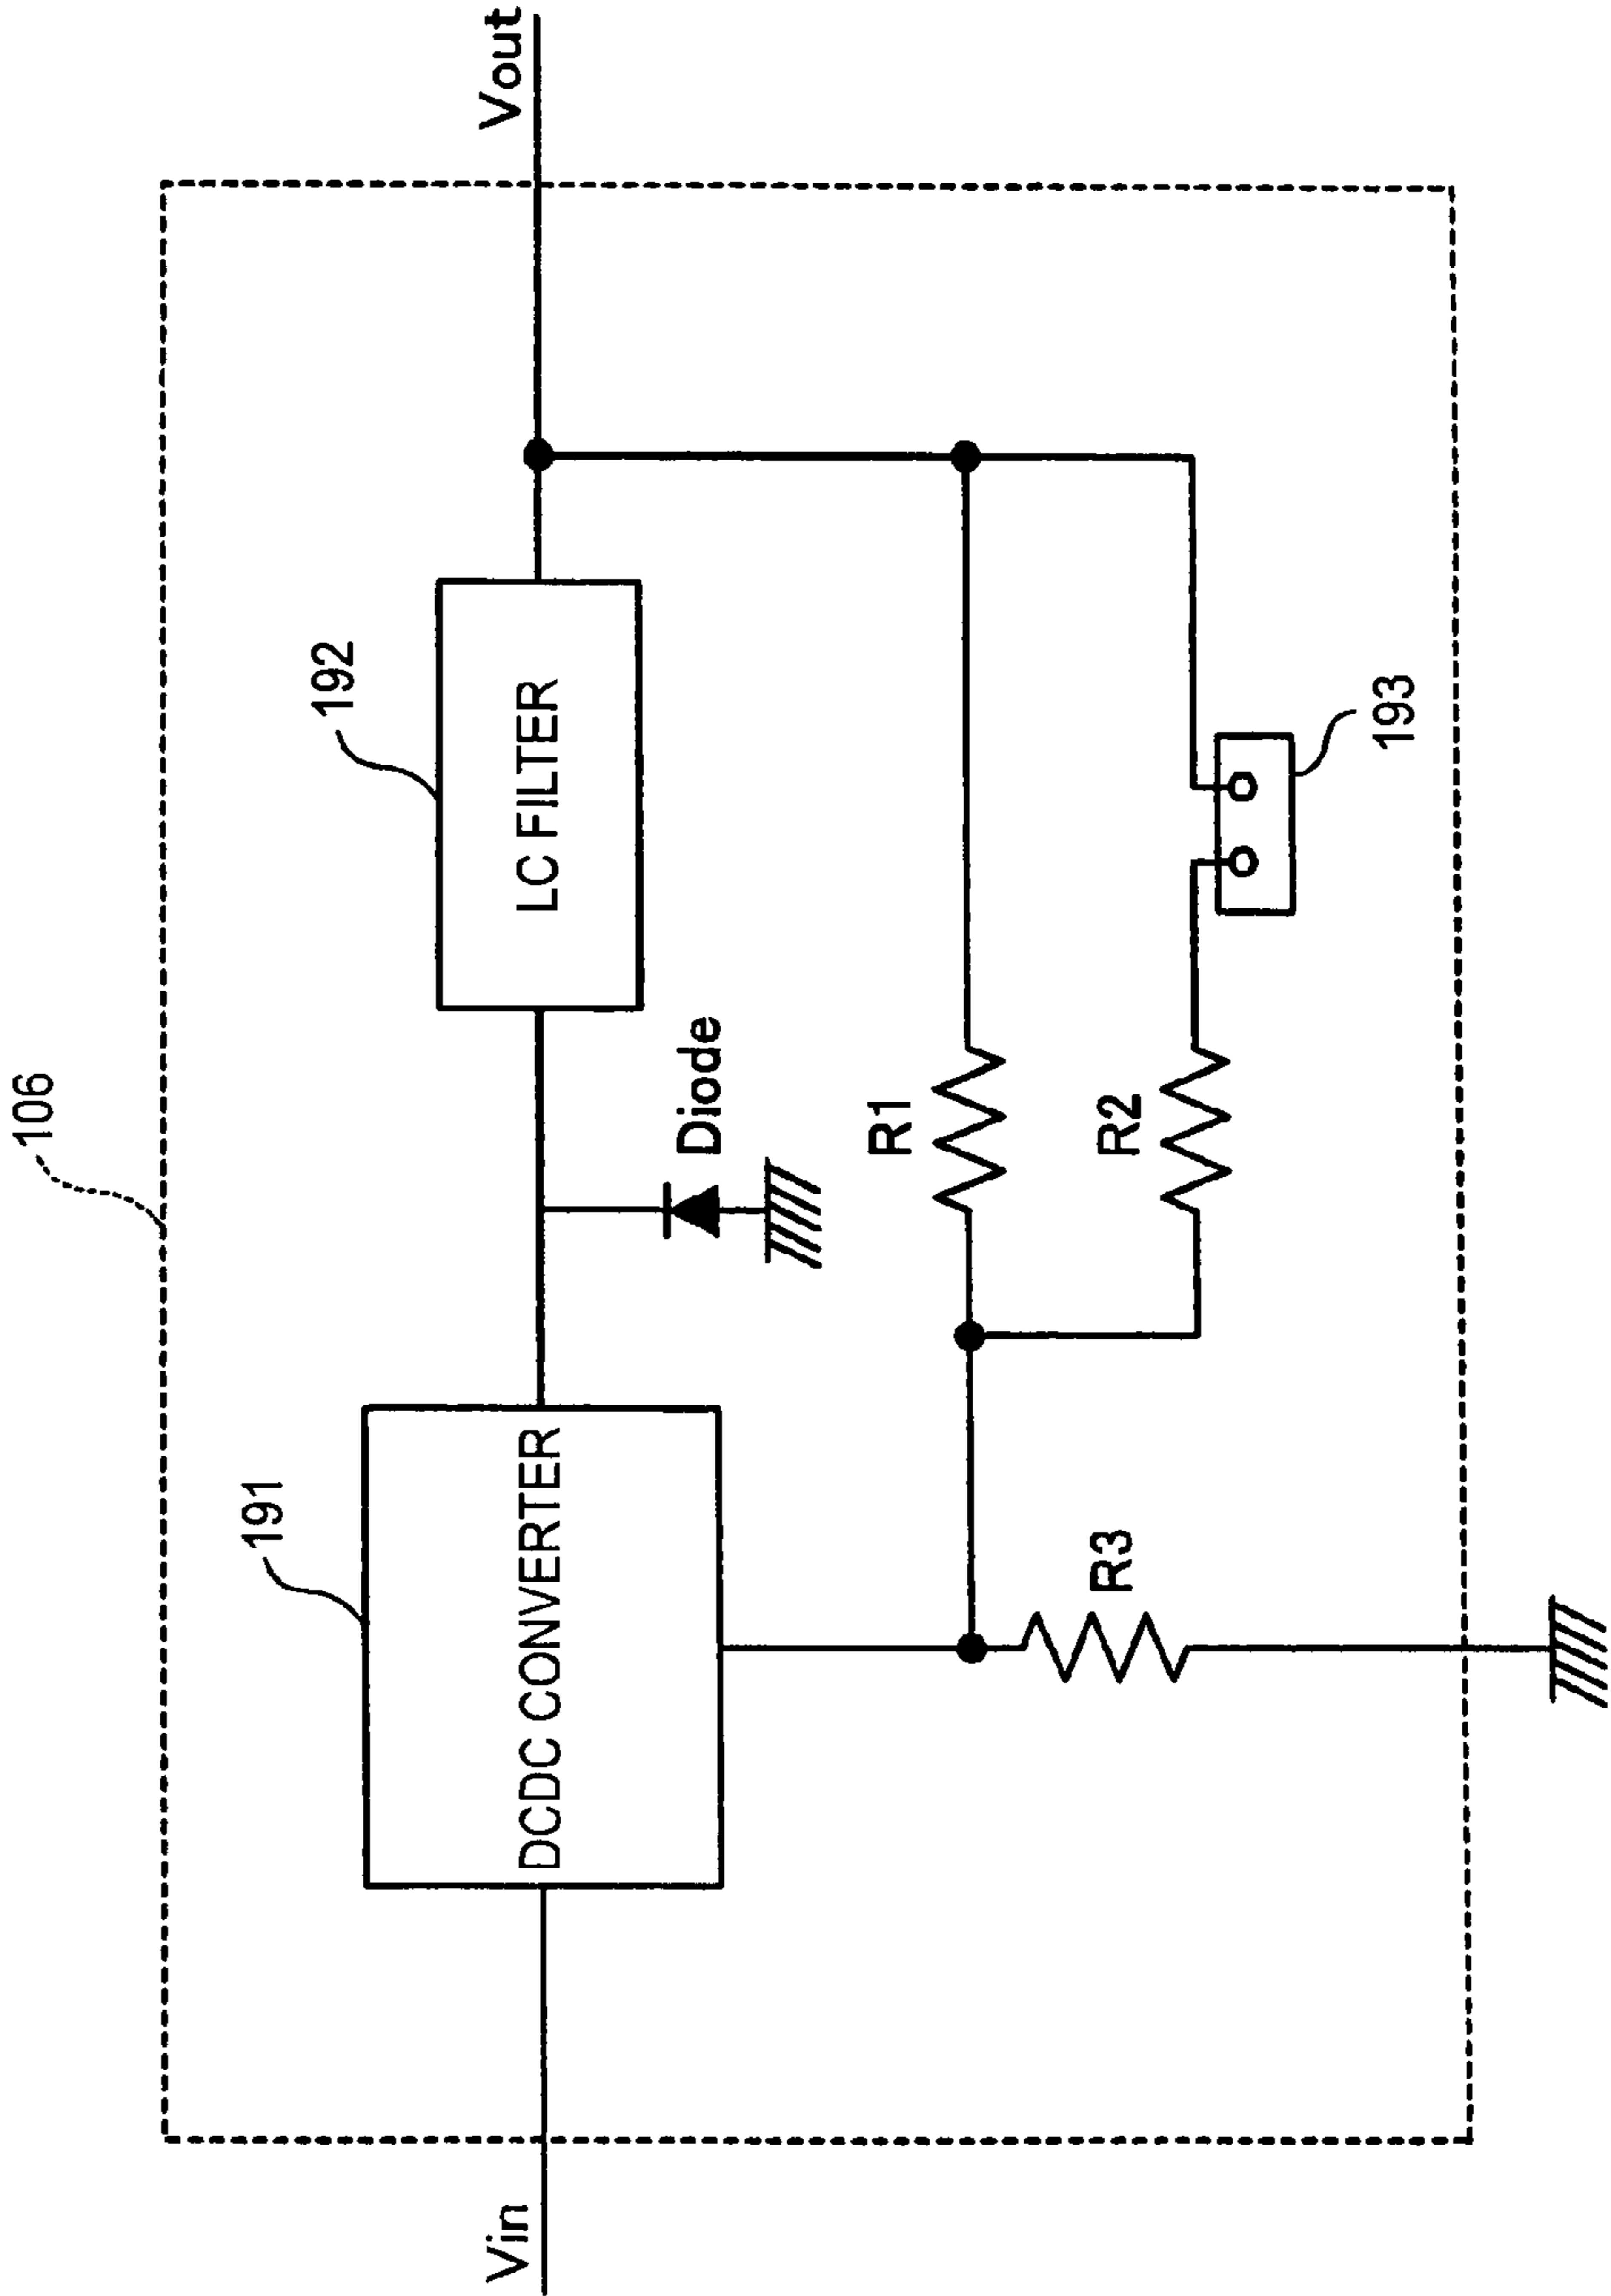 106
191
192
Vin
DCDC CONVERTER
LC FILTER
Vout
Diode
R1
R3
R2
193